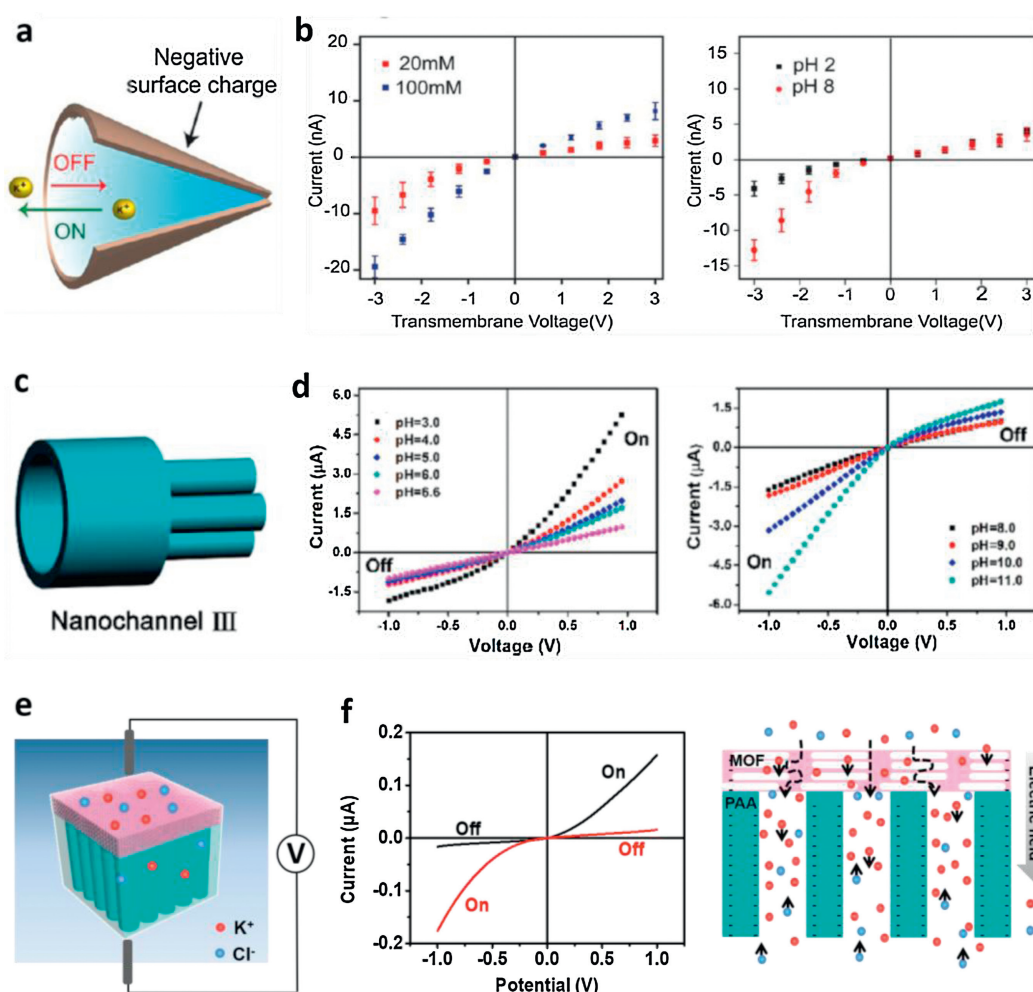 a
Negative
surface charge
OFF
K⁺
K⁺
ON
b
20mM
100mM
Current (nA)
20
10
0
-10
-20
-3 -2 -1 0 1 2 3
Transmembrane Voltage(V)
pH 2
pH 8
Current (nA)
15
10
5
0
-5
-10
-15
-3 -2 -1 0 1 2 3
Transmembrane Voltage(V)
c
Nanochannel III
d
pH=3.0
pH=4.0
pH=5.0
pH=6.0
pH=6.6
On
Off
Current (μA)
6.0
4.5
3.0
1.5
0.0
-1.5
-1.0 -0.5 0.0 0.5 1.0
Voltage (V)
Off
On
pH=8.0
pH=9.0
pH=10.0
pH=11.0
Current (μA)
1.5
0.0
-1.5
-3.0
-4.5
-6.0
-1.0 -0.5 0.0 0.5 1.0
Voltage (V)
e
V
K⁺
Cl⁻
f
On
Off
Off
On
Current (μA)
0.2
0.1
0.0
-0.1
-0.2
-1.0 -0.5 0.0 0.5 1.0
Potential (V)
MOF
PAA